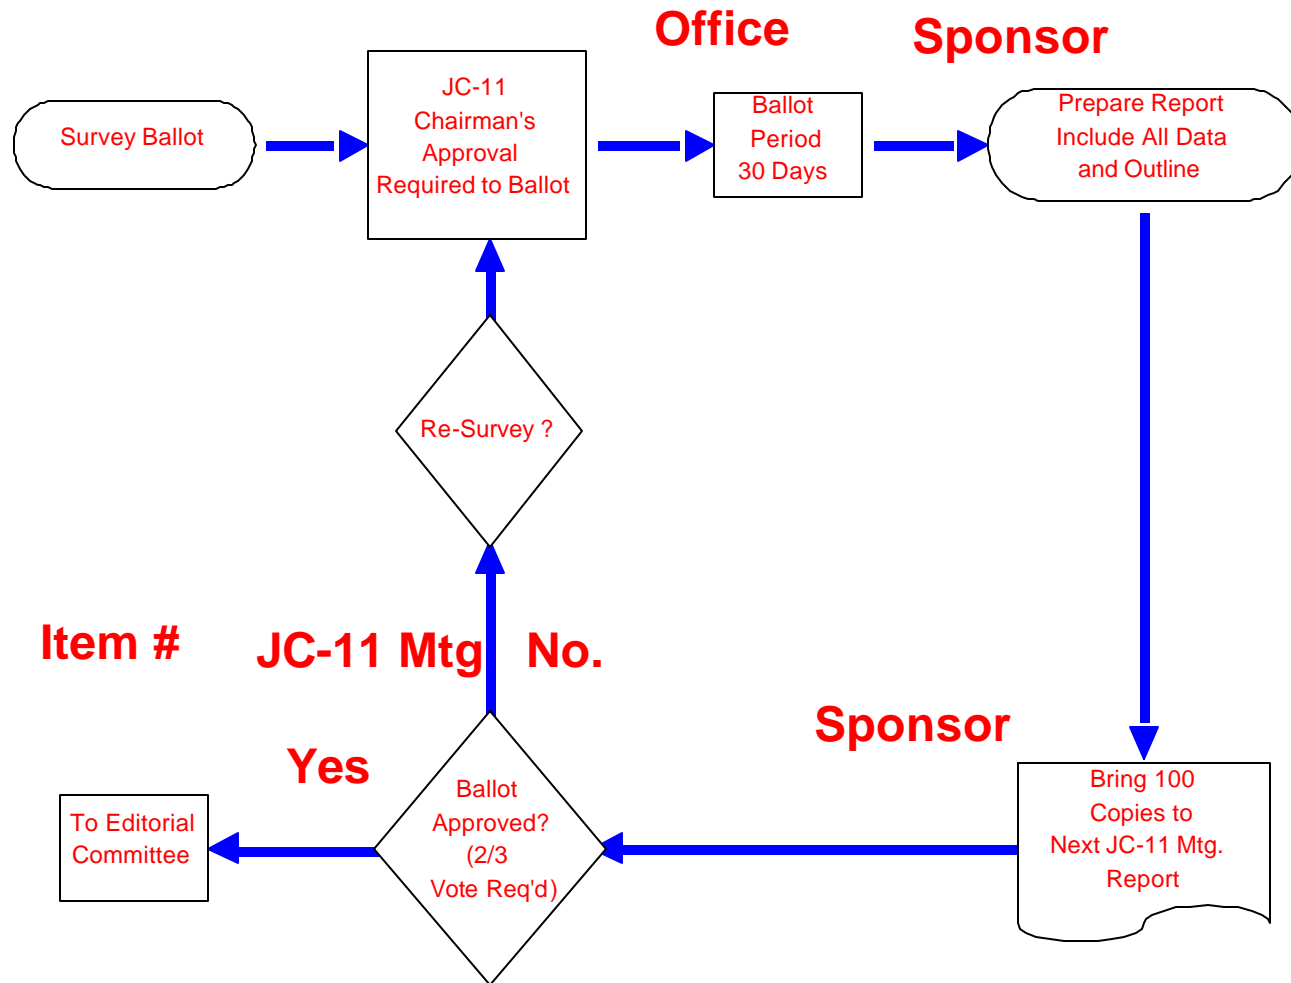 Office
Sponsor
Survey Ballot
JC-11
Chairman's
Approval
Required to Ballot
Ballot
Period
30 Days
Prepare Report
Include All Data
and Outline
Re-Survey ?
Item #
JC-11 Mtg
No.
Sponsor
Yes
To Editorial
Committee
Ballot
Approved?
(2/3
Vote Req'd)
Bring 100
Copies to
Next JC-11 Mtg.
Report